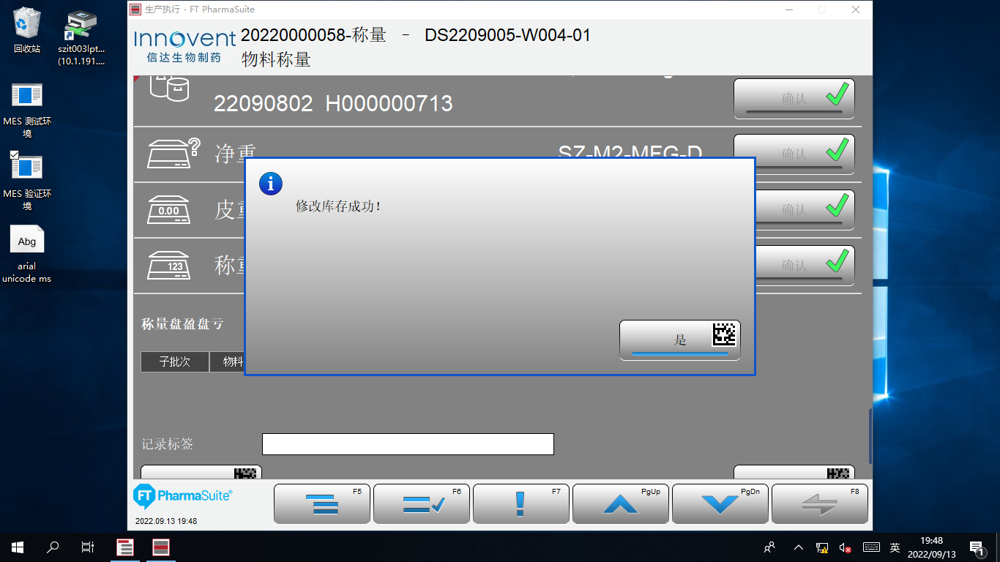 生产执行 - FT PharmaSuite
回收站
szit003lpt...
(10.1.191....
MES 测试环
境
MES 验证环
境
Abg
arial
unicode ms
Innovent
信达生物制药
20220000058-称量 - DS2209005-W004-01
物料称量
22090802 H000000713
确认
净重
SZ-M2-MFG-D
确认
0.00
皮重
确认
123
称重
确认
i
修改库存成功！
是
称量盘盈盘亏
子批次
物料
记录标签
FT PharmaSuite®
2022.09.13 19:48
F5
F6
F7
PgUp
PgDn
F8
英
19:48
2022/09/13
1